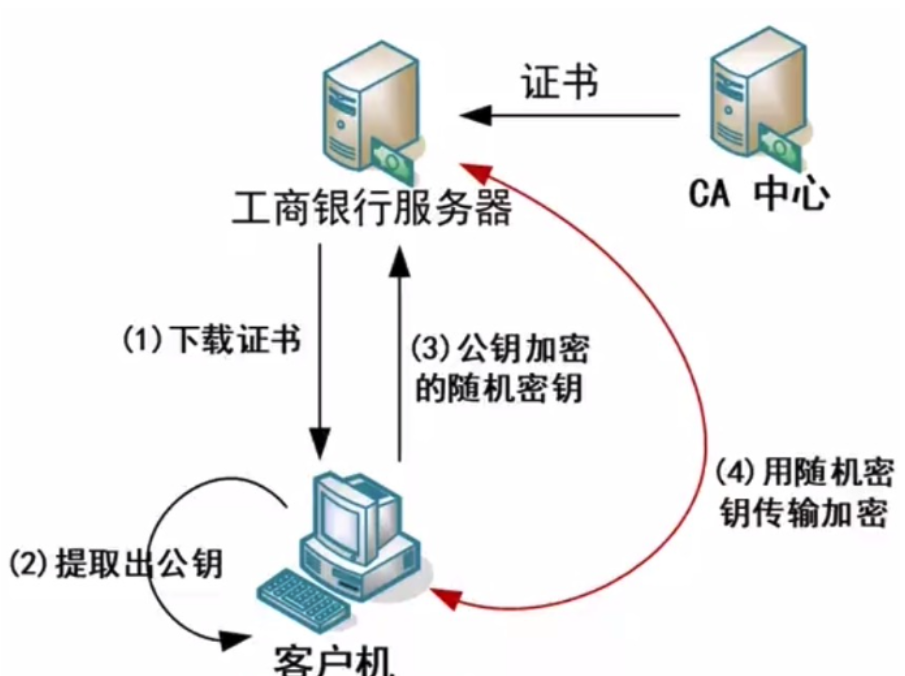 证书
CA 中心
工商银行服务器
(1)下载证书
(3)公钥加密
的随机密钥
(4)用随机密
钥传输加密
(2)提取出公钥
客户机